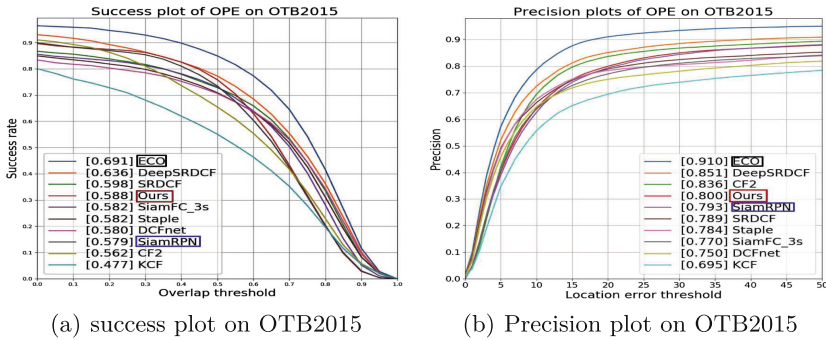 Success plot of OPE on OTB2015
Success rate
0.9
0.8
0.7
0.6
0.5
0.4
0.3
0.2
0.1
0.0
[0.691] ECO
[0.636] DeepSRDCF
[0.598] SRDCF
[0.588] Ours
[0.582] SiamFC_3s
[0.582] Staple
[0.580] DCFnet
[0.579] SiamRPN
[0.562] CF2
[0.477] KCF
0.0 0.1 0.2 0.3 0.4 0.5 0.6 0.7 0.8 0.9 1.0
Overlap threshold
(a) success plot on OTB2015
Precision plots of OPE on OTB2015
Precision
0.9
0.8
0.7
0.6
0.5
0.4
0.3
0.2
0.1
0.0
[0.910] ECO
[0.851] DeepSRDCF
[0.836] CF2
[0.800] Ours
[0.793] SiamRPN
[0.789] SRDCF
[0.784] Staple
[0.770] SiamFC_3s
[0.750] DCFnet
[0.695] KCF
0 5 10 15 20 25 30 35 40 45 50
Location error threshold
(b) Precision plot on OTB2015